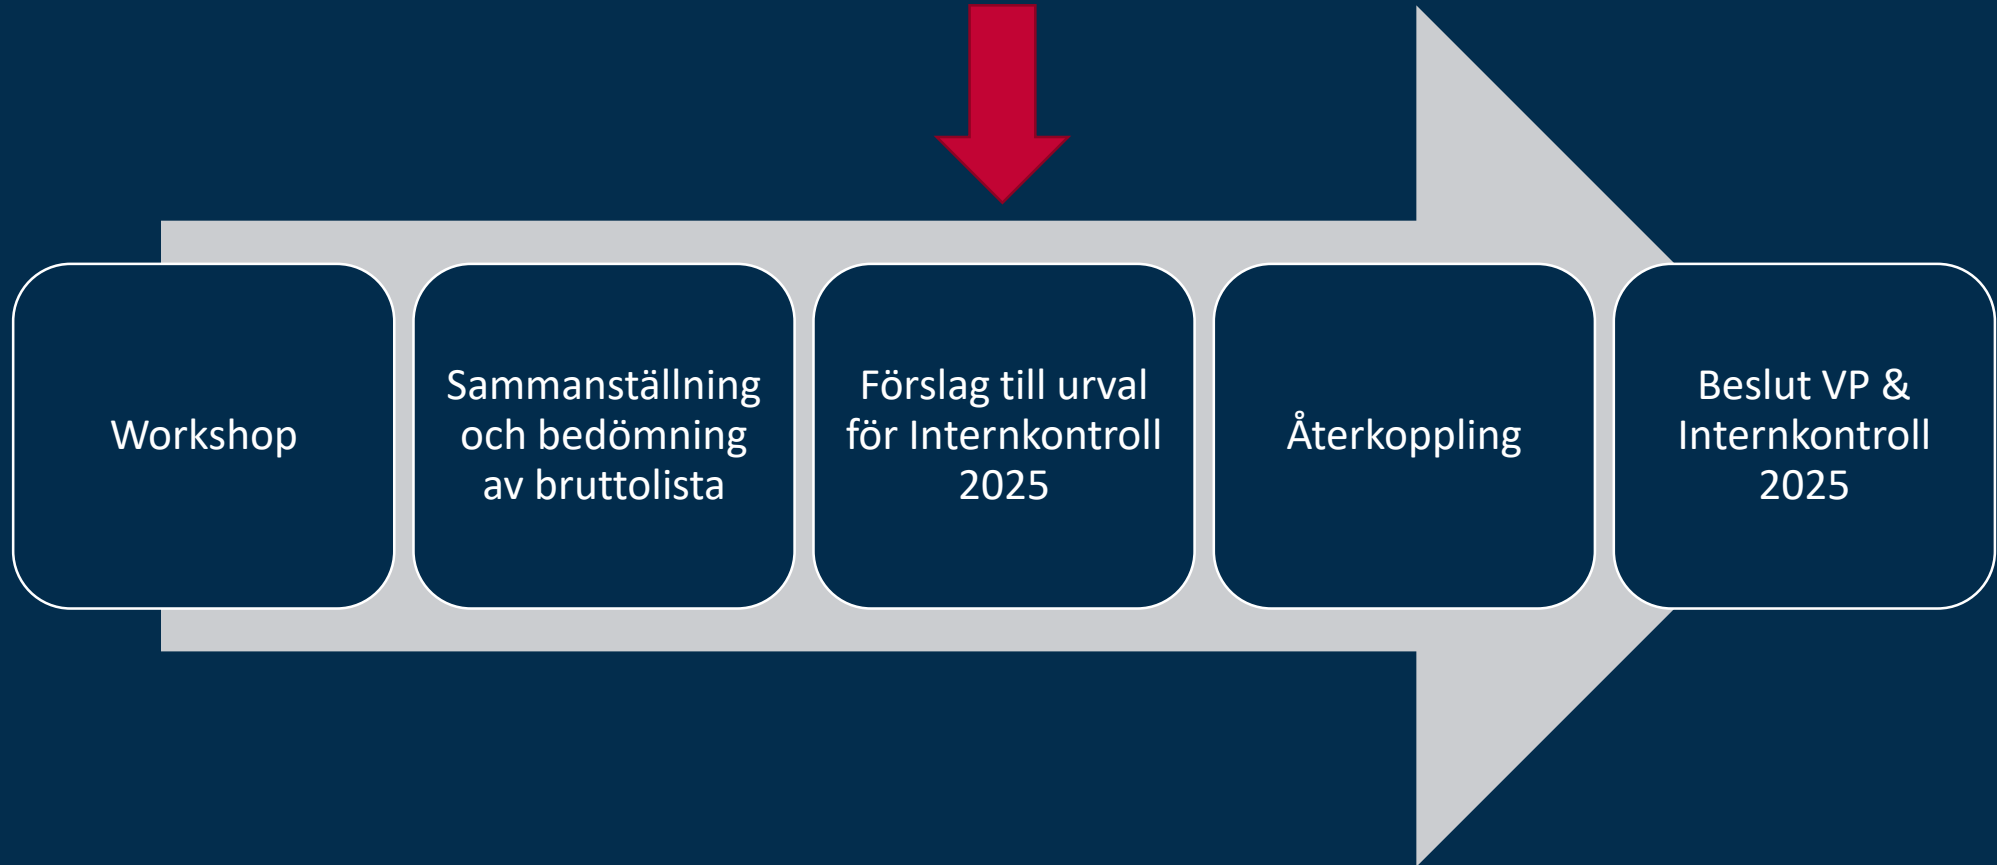 Workshop
Sammanställning
och bedömning
av bruttolista
Förslag till urval
för Internkontroll
2025
Återkoppling
Beslut VP &
Internkontroll
2025